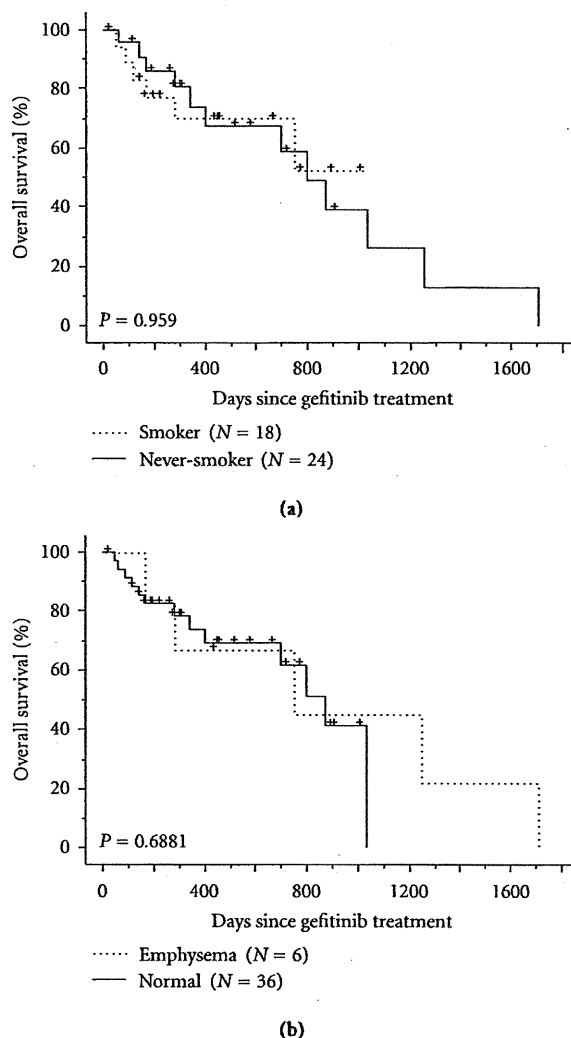 100
80
60
40
20
0
Overall survival (%)
P = 0.959
0 400 800 1200 1600
Days since gefitinib treatment
Smoker (N = 18)
Never-smoker (N = 24)
(a)
100
80
60
40
20
0
Overall survival (%)
P = 0.6881
0 400 800 1200 1600
Days since gefitinib treatment
Emphysema (N = 6)
Normal (N = 36)
(b)